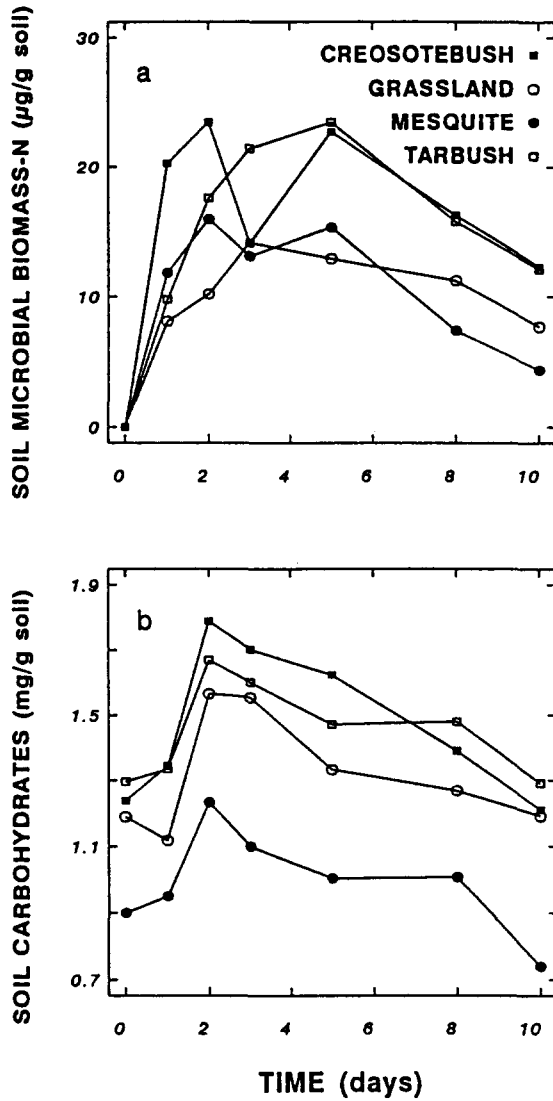 SOIL MICROBIAL BIOMASS-N (µg/g soil)
30
20
10
0
a
CREOSOTEBUSH
GRASSLAND
MESQUITE
TARBUSH
0 2 4 6 8 10
SOIL CARBOHYDRATES (mg/g soil)
1.9
1.5
1.1
0.7
b
0 2 4 6 8 10
TIME (days)